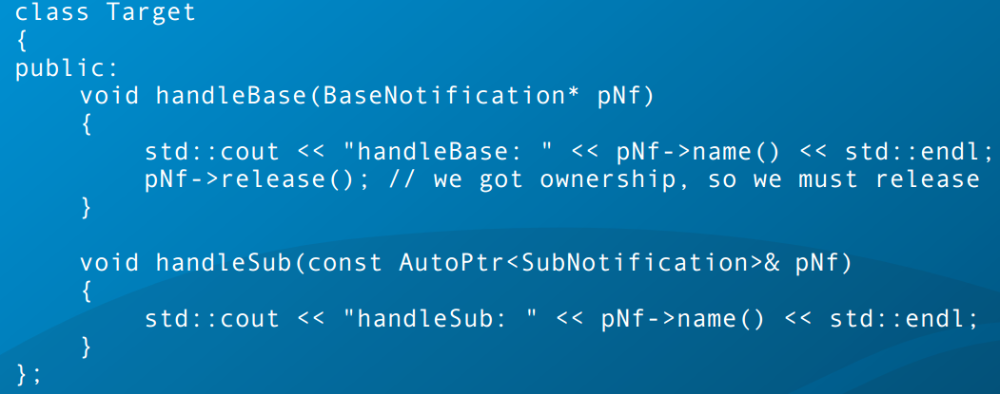 class Target
{
public:
void handleBase(BaseNotification* pNf)
{
std::cout << "handleBase: " << pNf->name() << std::endl;
pNf->release(); // we got ownership, so we must release
}
void handleSub(const AutoPtr<SubNotification>& pNf)
{
std::cout << "handleSub: " << pNf->name() << std::endl;
}
};